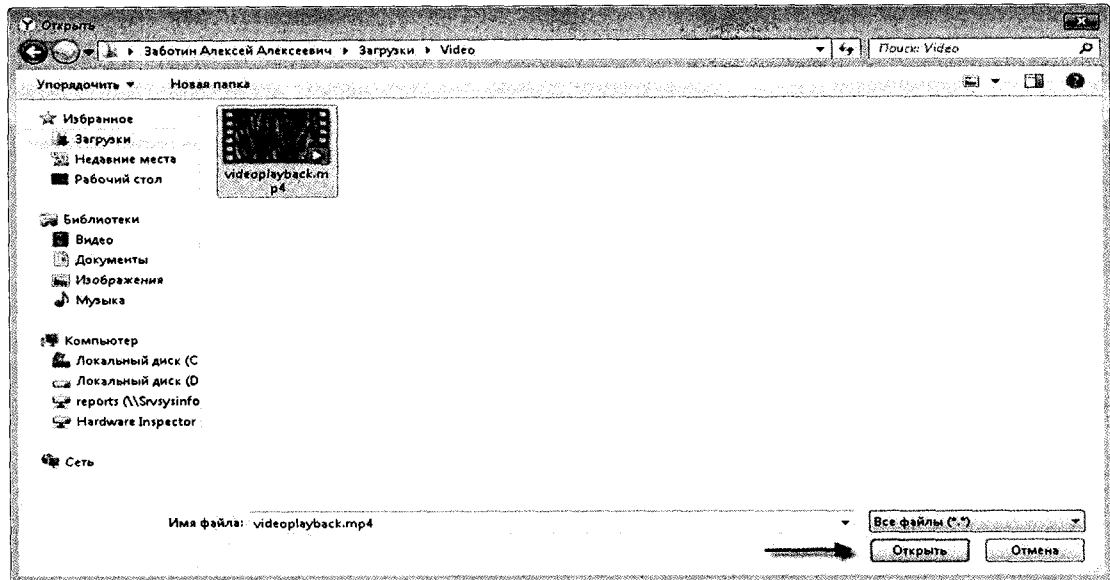 Открыть
Заботин Алексей Алексеевич ▸ Загрузки ▸ Video
Поиск: Video
Упорядочить ▼ Новая папка
Избранное
Загрузки
Недавние места
Рабочий стол
Библиотеки
Видео
Документы
Изображения
Музыка
Компьютер
Локальный диск (C
Локальный диск (D
reports (\\Srvsysinfo
Hardware Inspector
Сеть
videoplayback.m
p4
Имя файла: videoplayback.mp4
Все файлы (*.*)
Открыть Отмена